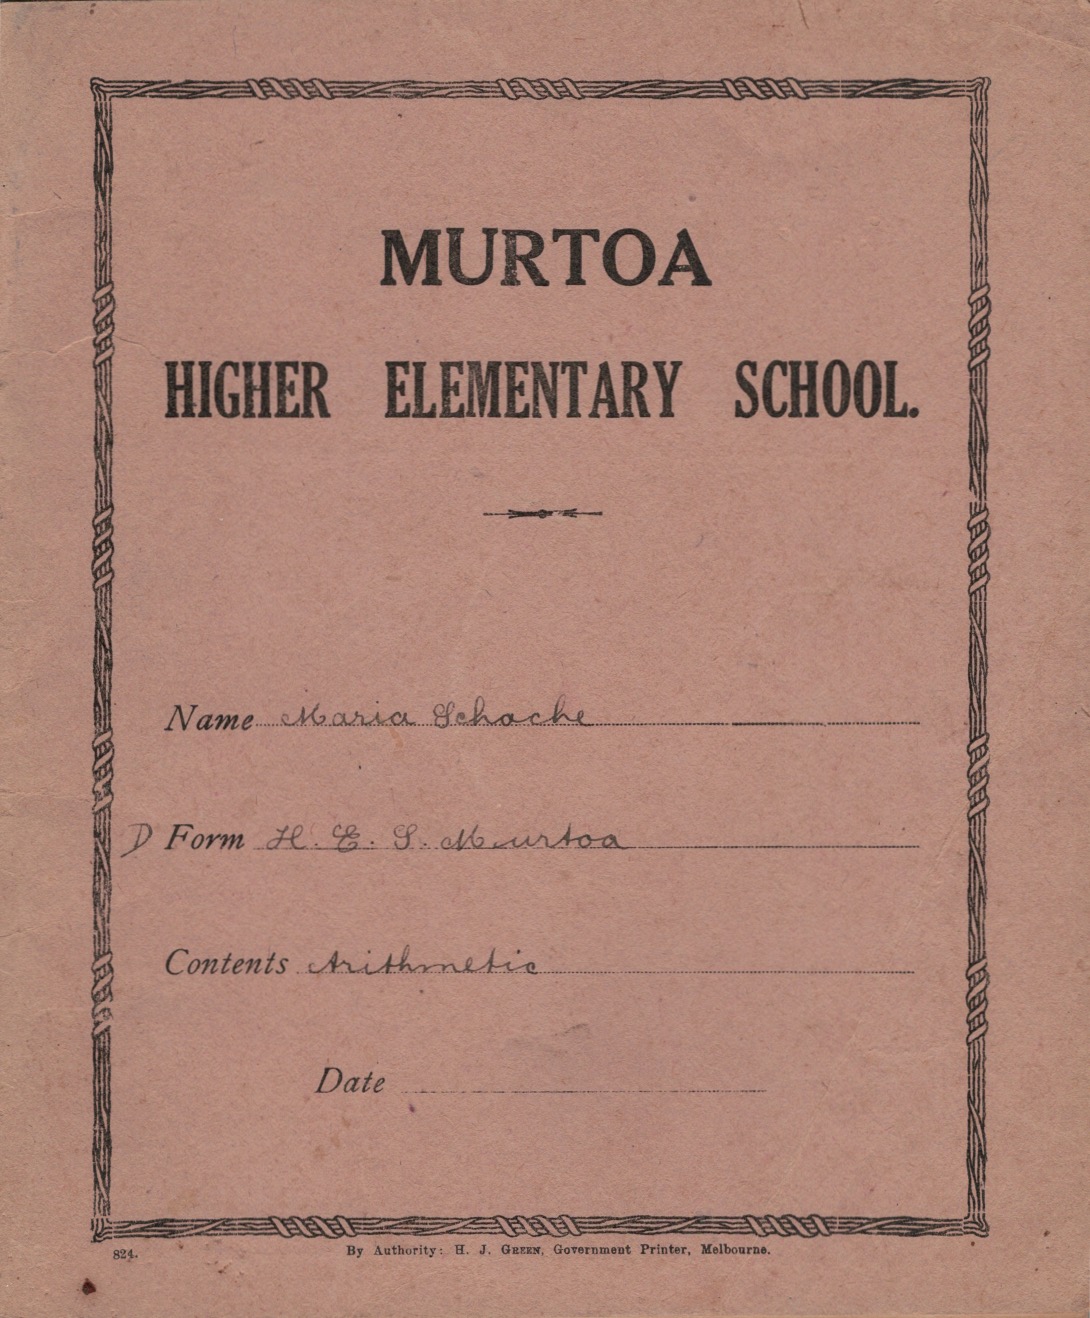 MURTOA
HIGHER ELEMENTARY SCHOOL.
Name Maria Schache
D Form H. E. S. Murtoa
Contents Arithmetic
Date
824.
By Authority: H. J. GREEN, Government Printer, Melbourne.